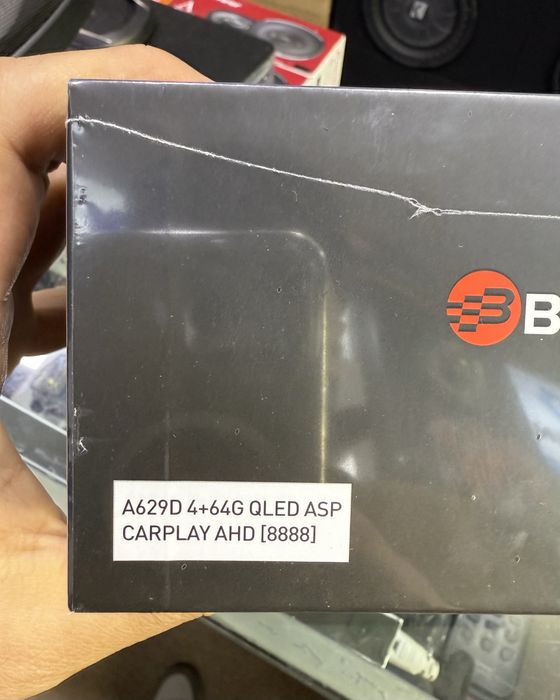 B
A629D 4+64G QLED ASP
CARPLAY AHD [8888]